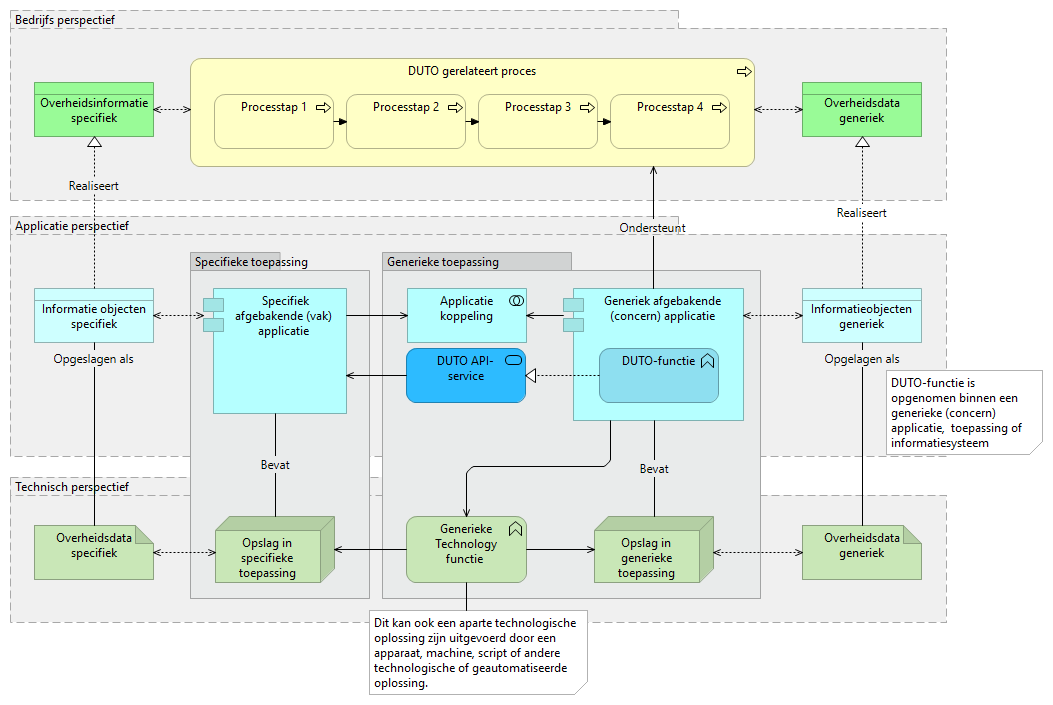 Bedrijfs perspectief
DUTO gerelateert proces
Overheidsinformatie
specifiek
Processtap 1
Processtap 2
Processtap 3
Processtap 4
Overheidsdata
generiek
Realiseert
Realiseert
Applicatie perspectief
Ondersteunt
Specifieke toepassing
Generieke toepassing
Informatie objecten
specifiek
Specifiek
afgebakende (vak)
applicatie
Applicatie
koppeling
Generiek afgebakende
(concern) applicatie
Informatieobjecten
generiek
Opgeslagen als
DUTO API-
service
DUTO-functie
Opgelagen als
DUTO-functie is
opgenomen binnen een
generieke (concern)
applicatie, toepassing of
informatiesysteem
Bevat
Bevat
Technisch perspectief
Overheidsdata
specifiek
Opslag in
specifieke
toepassing
Generieke
Technology
functie
Opslag in
generieke
toepassing
Overheidsdata
generiek
Dit kan ook een aparte technologische
oplossing zijn uitgevoerd door een
apparaat, machine, script of andere
technologische of geautomatiseerde
oplossing.